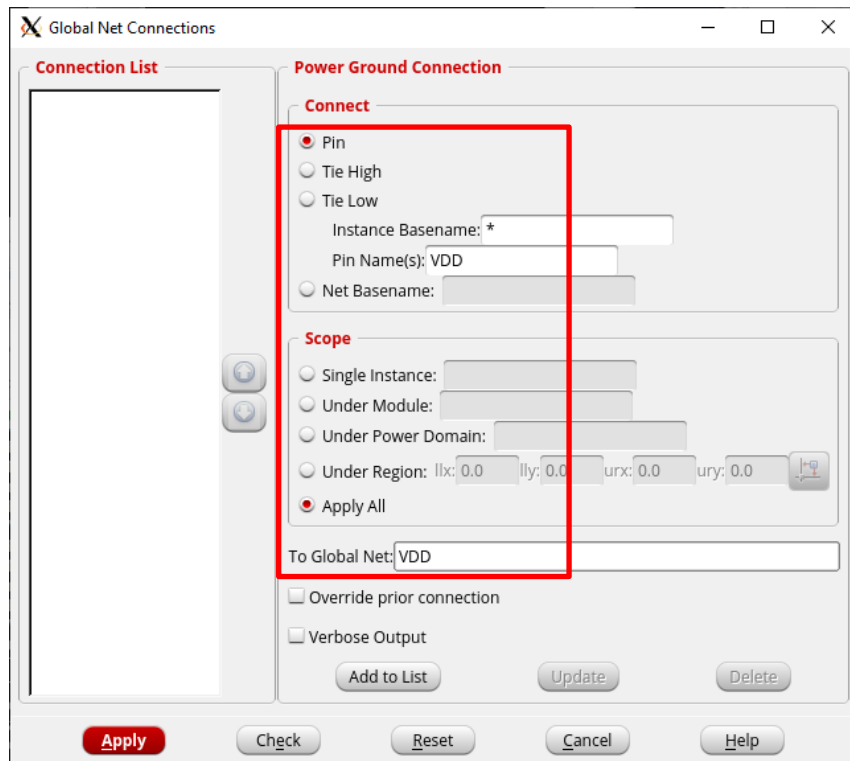 Global Net Connections
Connection List
Power Ground Connection
Connect
Pin
Tie High
Tie Low
Instance Basename: *
Pin Name(s): VDD
Net Basename:
Scope
Single Instance:
Under Module:
Under Power Domain:
Under Region: llx: 0.0 lly: 0.0 urx: 0.0 ury: 0.0
Apply All
To Global Net: VDD
Override prior connection
Verbose Output
Add to List Update Delete
Apply Check Reset Cancel Help